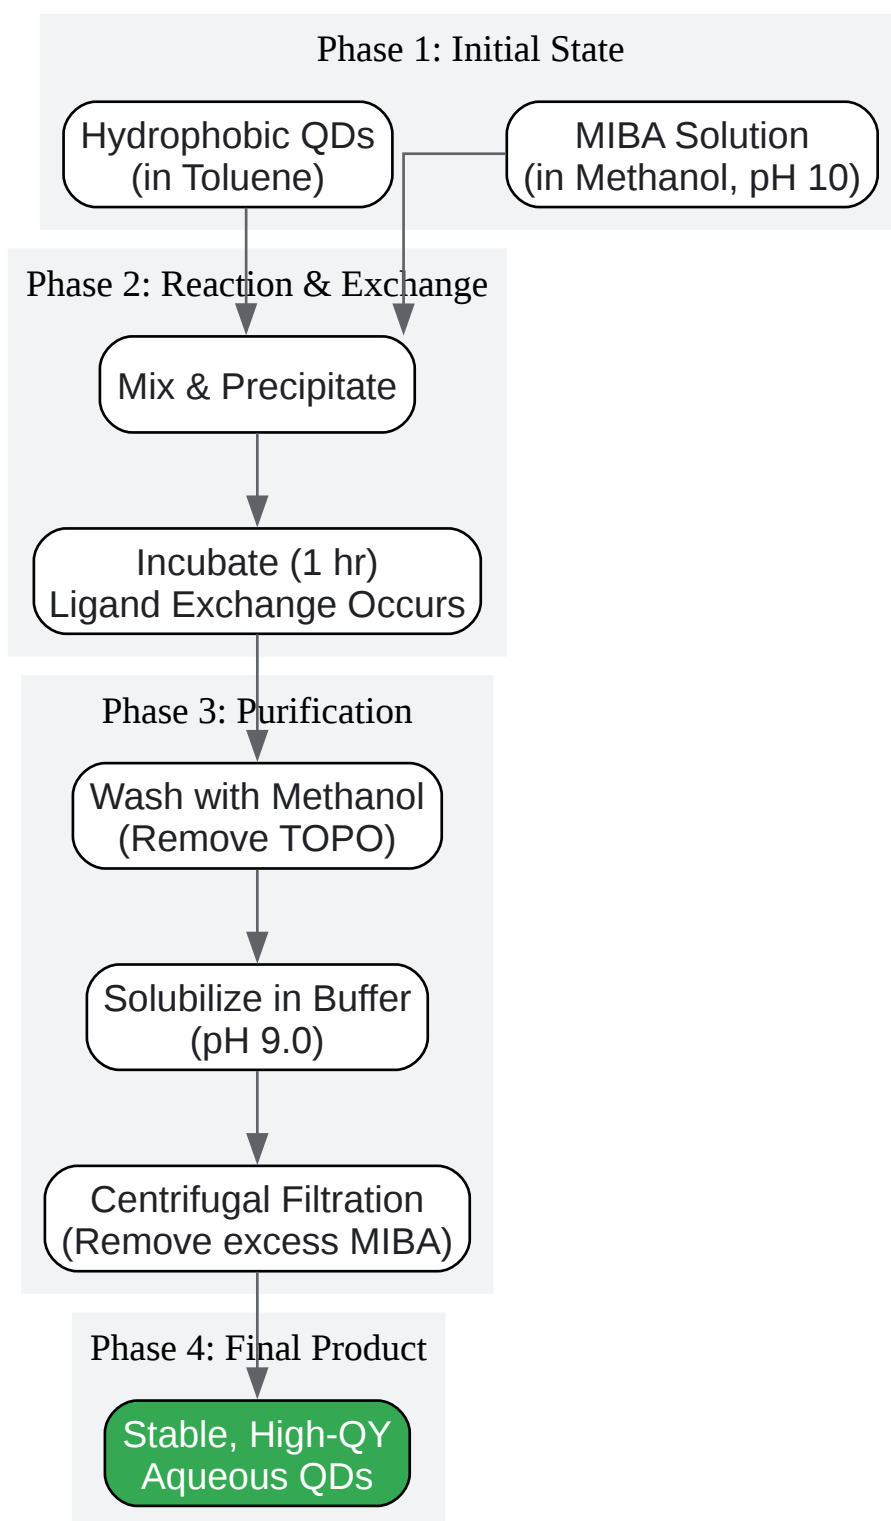 Phase 1: Initial State
Hydrophobic QDs
(in Toluene)
MIBA Solution
(in Methanol, pH 10)
Phase 2: Reaction & Exchange
Mix & Precipitate
Incubate (1 hr)
Ligand Exchange Occurs
Phase 3: Purification
Wash with Methanol
(Remove TOPO)
Solubilize in Buffer
(pH 9.0)
Centrifugal Filtration
(Remove excess MIBA)
Phase 4: Final Product
Stable, High-QY
Aqueous QDs